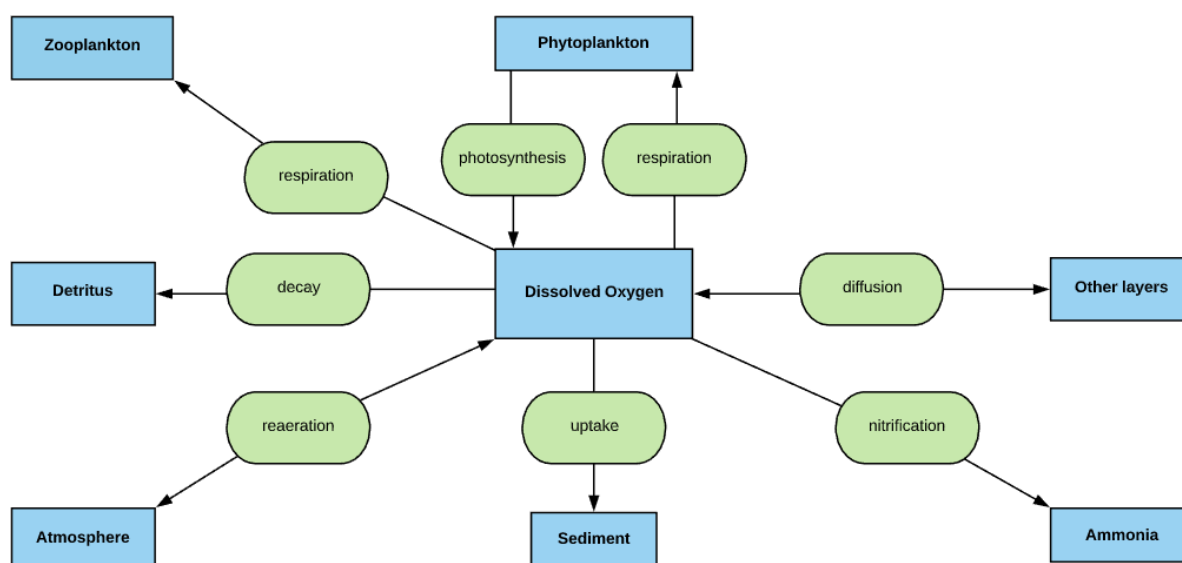 Zooplankton
Phytoplankton
photosynthesis
respiration
respiration
Detritus
decay
Dissolved Oxygen
diffusion
Other layers
reaeration
uptake
nitrification
Atmosphere
Sediment
Ammonia